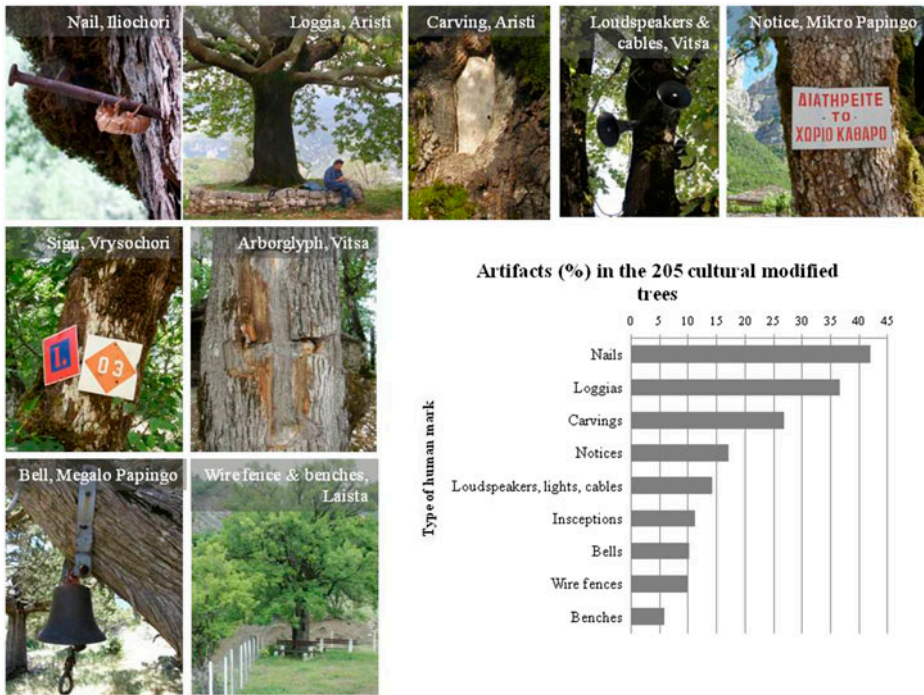 Nail, Iliochori
Loggia, Aristi
Carving, Aristi
Loudspeakers &
cables, Vitsa
Notice, Mikro Papingo
ΔΙΑΤΗΡΕΙΤΕ
· ΤΟ ·
ΧΩΡΙΟ ΚΑΘΑΡΟ
Sign, Vrysochori
1.
03
Arborglyph, Vitsa
Bell, Megalo Papingo
Wire fence & benches,
Laista
Artifacts (%) in the 205 cultural modified
trees
0 5 10 15 20 25 30 35 40 45
Type of human mark
Nails
Loggias
Carvings
Notices
Loudspeakers, lights, cables
Insceptions
Bells
Wire fences
Benches